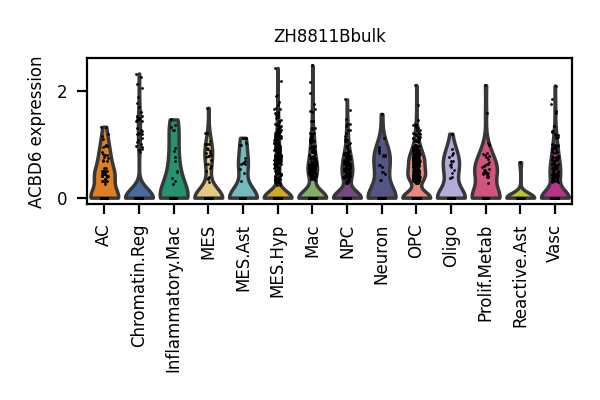 ZH8811Bbulk
ACBD6 expression
2
0
AC
Chromatin.Reg
Inflammatory.Mac
MES
MES.Ast
MES.Hyp
Mac
NPC
Neuron
OPC
Oligo
Prolif.Metab
Reactive.Ast
Vasc